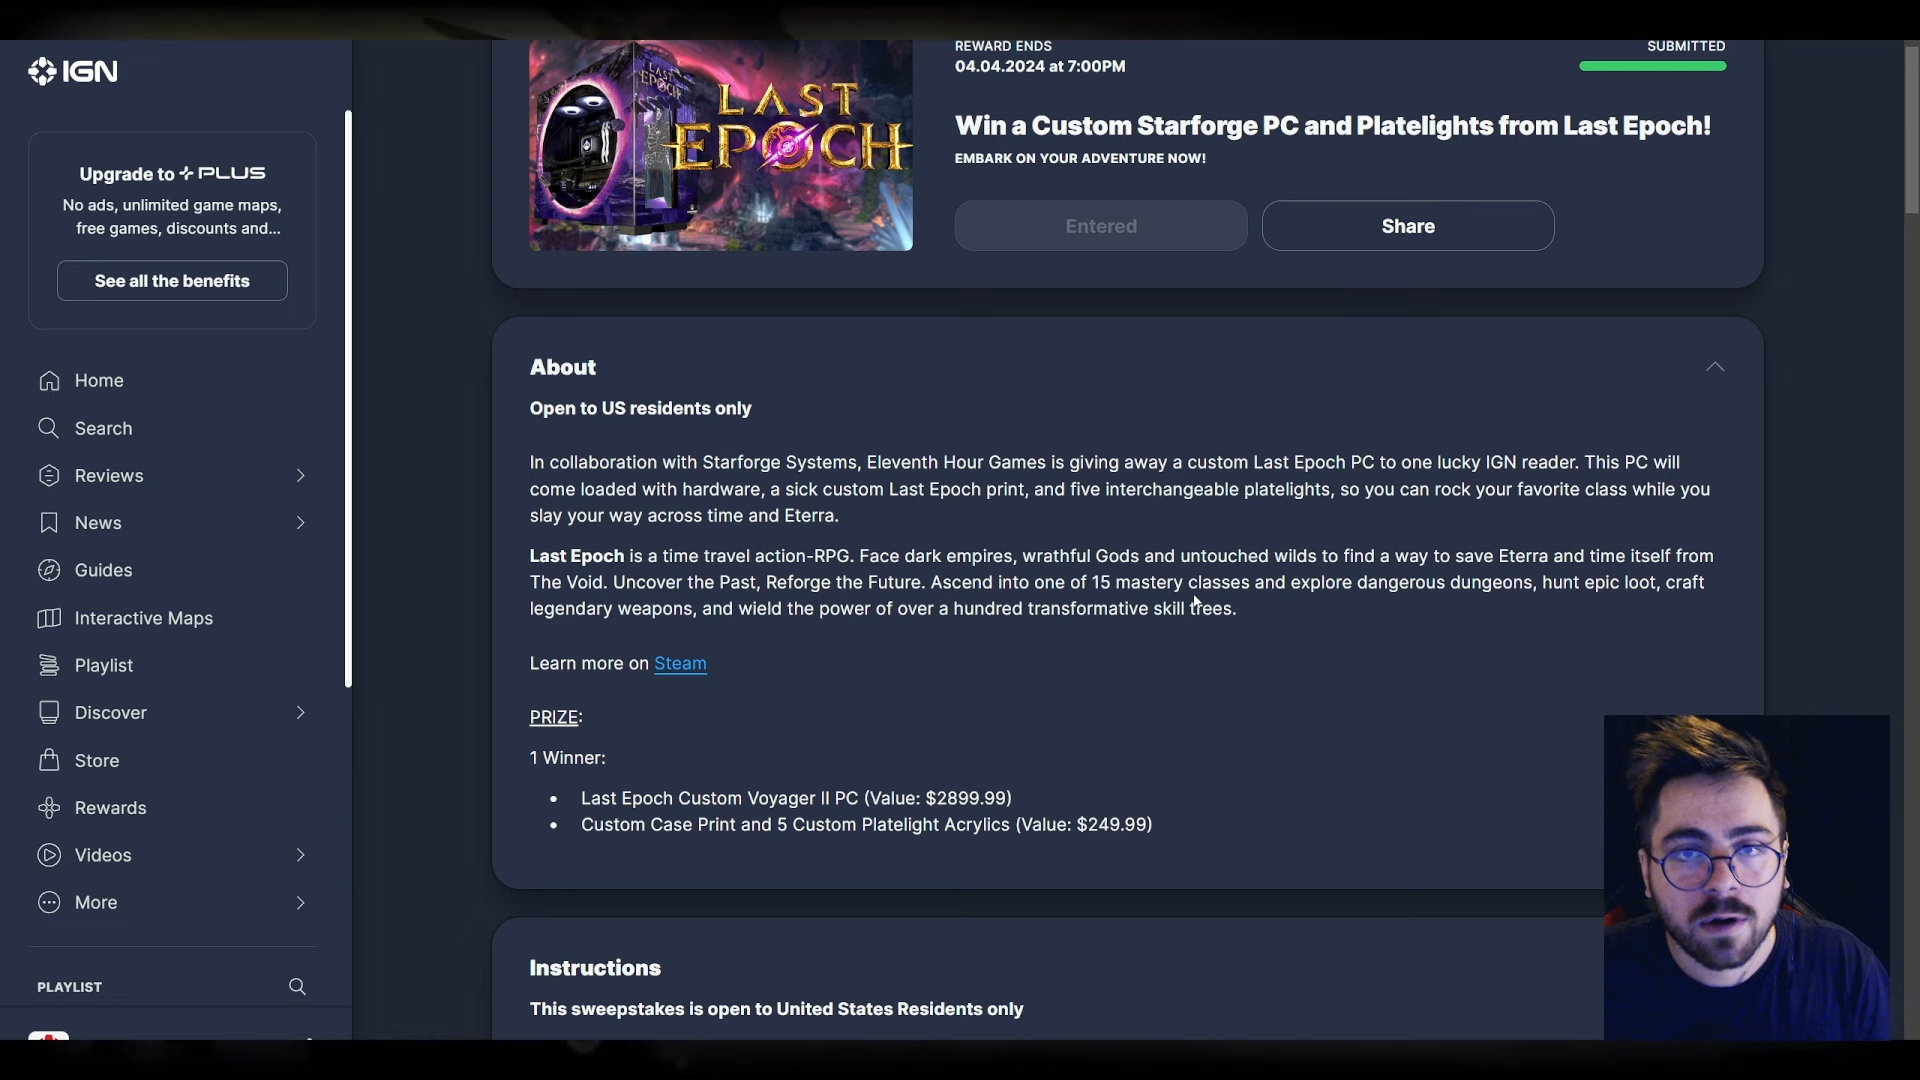 IGN
Upgrade to + PLUS
No ads, unlimited game maps,
free games, discounts and...
See all the benefits
Home
Search
Reviews
News
Guides
Interactive Maps
Playlist
Discover
Store
Rewards
Videos
More
PLAYLIST
LAST
EPOCH
LAST
EPOCH
REWARD ENDS
04.04.2024 at 7:00PM
SUBMITTED
Win a Custom Starforge PC and Platelights from Last Epoch!
EMBARK ON YOUR ADVENTURE NOW!
Entered
Share
About
Open to US residents only
In collaboration with Starforge Systems, Eleventh Hour Games is giving away a custom Last Epoch PC to one lucky IGN reader. This PC will
come loaded with hardware, a sick custom Last Epoch print, and five interchangeable platelights, so you can rock your favorite class while you
slay your way across time and Eterra.
Last Epoch is a time travel action-RPG. Face dark empires, wrathful Gods and untouched wilds to find a way to save Eterra and time itself from
The Void. Uncover the Past, Reforge the Future. Ascend into one of 15 mastery classes and explore dangerous dungeons, hunt epic loot, craft
legendary weapons, and wield the power of over a hundred transformative skill trees.
Learn more on Steam
PRIZE:
1 Winner:
• Last Epoch Custom Voyager II PC (Value: $2899.99)
• Custom Case Print and 5 Custom Platelight Acrylics (Value: $249.99)
Instructions
This sweepstakes is open to United States Residents only